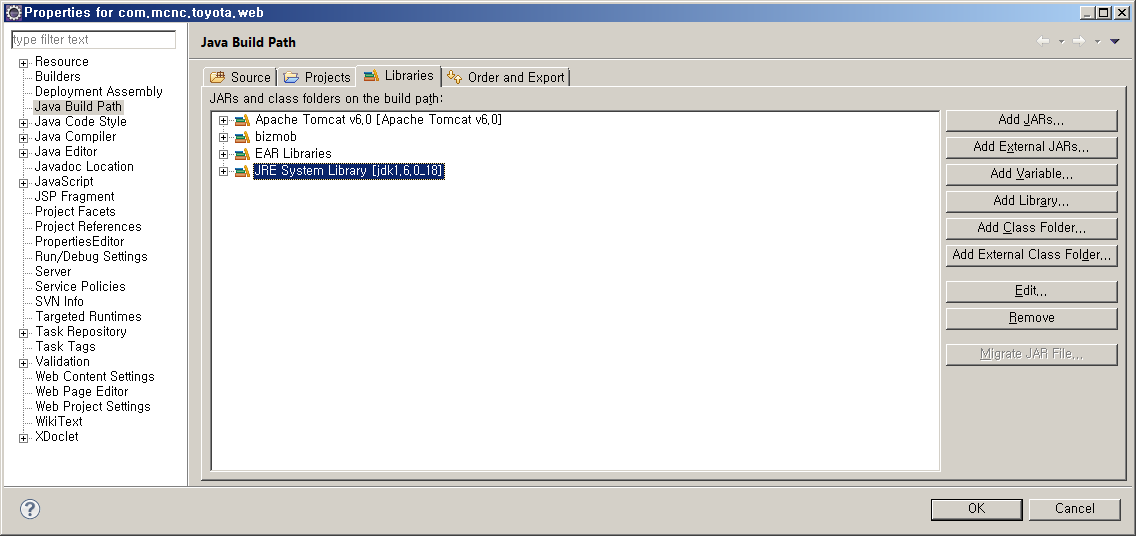 Properties for com.mcnc.toyota.web
type filter text
Resource
Builders
Deployment Assembly
Java Build Path
Java Code Style
Java Compiler
Java Editor
Javadoc Location
JavaScript
JSP Fragment
Project Facets
Project References
PropertiesEditor
Run/Debug Settings
Server
Service Policies
SVN Info
Targeted Runtimes
Task Repository
Task Tags
Validation
Web Content Settings
Web Page Editor
Web Project Settings
WikiText
XDoclet
Java Build Path
Source Projects Libraries Order and Export
JARs and class folders on the build path:
Apache Tomcat v6.0 [Apache Tomcat v6.0]
bizmob
EAR Libraries
JRE System Library [jdk1.6.0_18]
Add JARs...
Add External JARs...
Add Variable...
Add Library...
Add Class Folder...
Add External Class Folder...
Edit...
Remove
Migrate JAR File...
?
OK Cancel